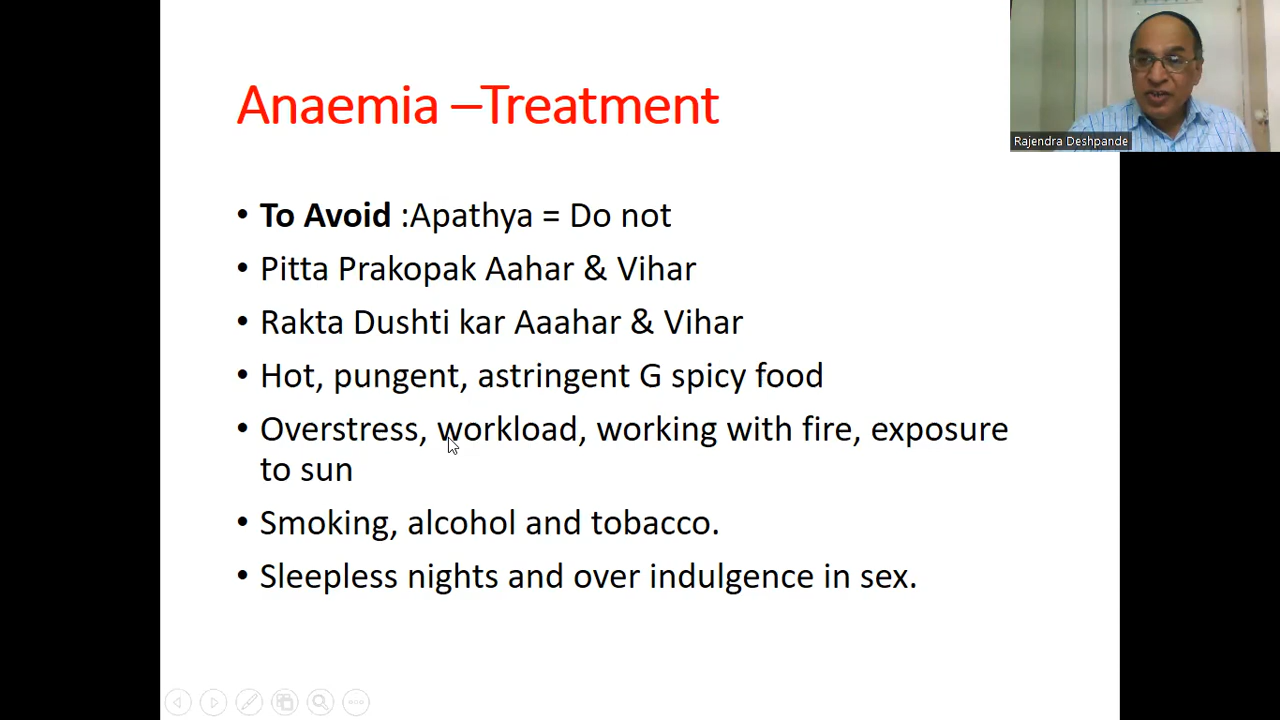 Anaemia –Treatment
Rajendra Deshpande
• To Avoid :Apathya = Do not
• Pitta Prakopak Aahar & Vihar
• Rakta Dushti kar Aaahar & Vihar
• Hot, pungent, astringent G spicy food
• Overstress, workload, working with fire, exposure
to sun
• Smoking, alcohol and tobacco.
• Sleepless nights and over indulgence in sex.